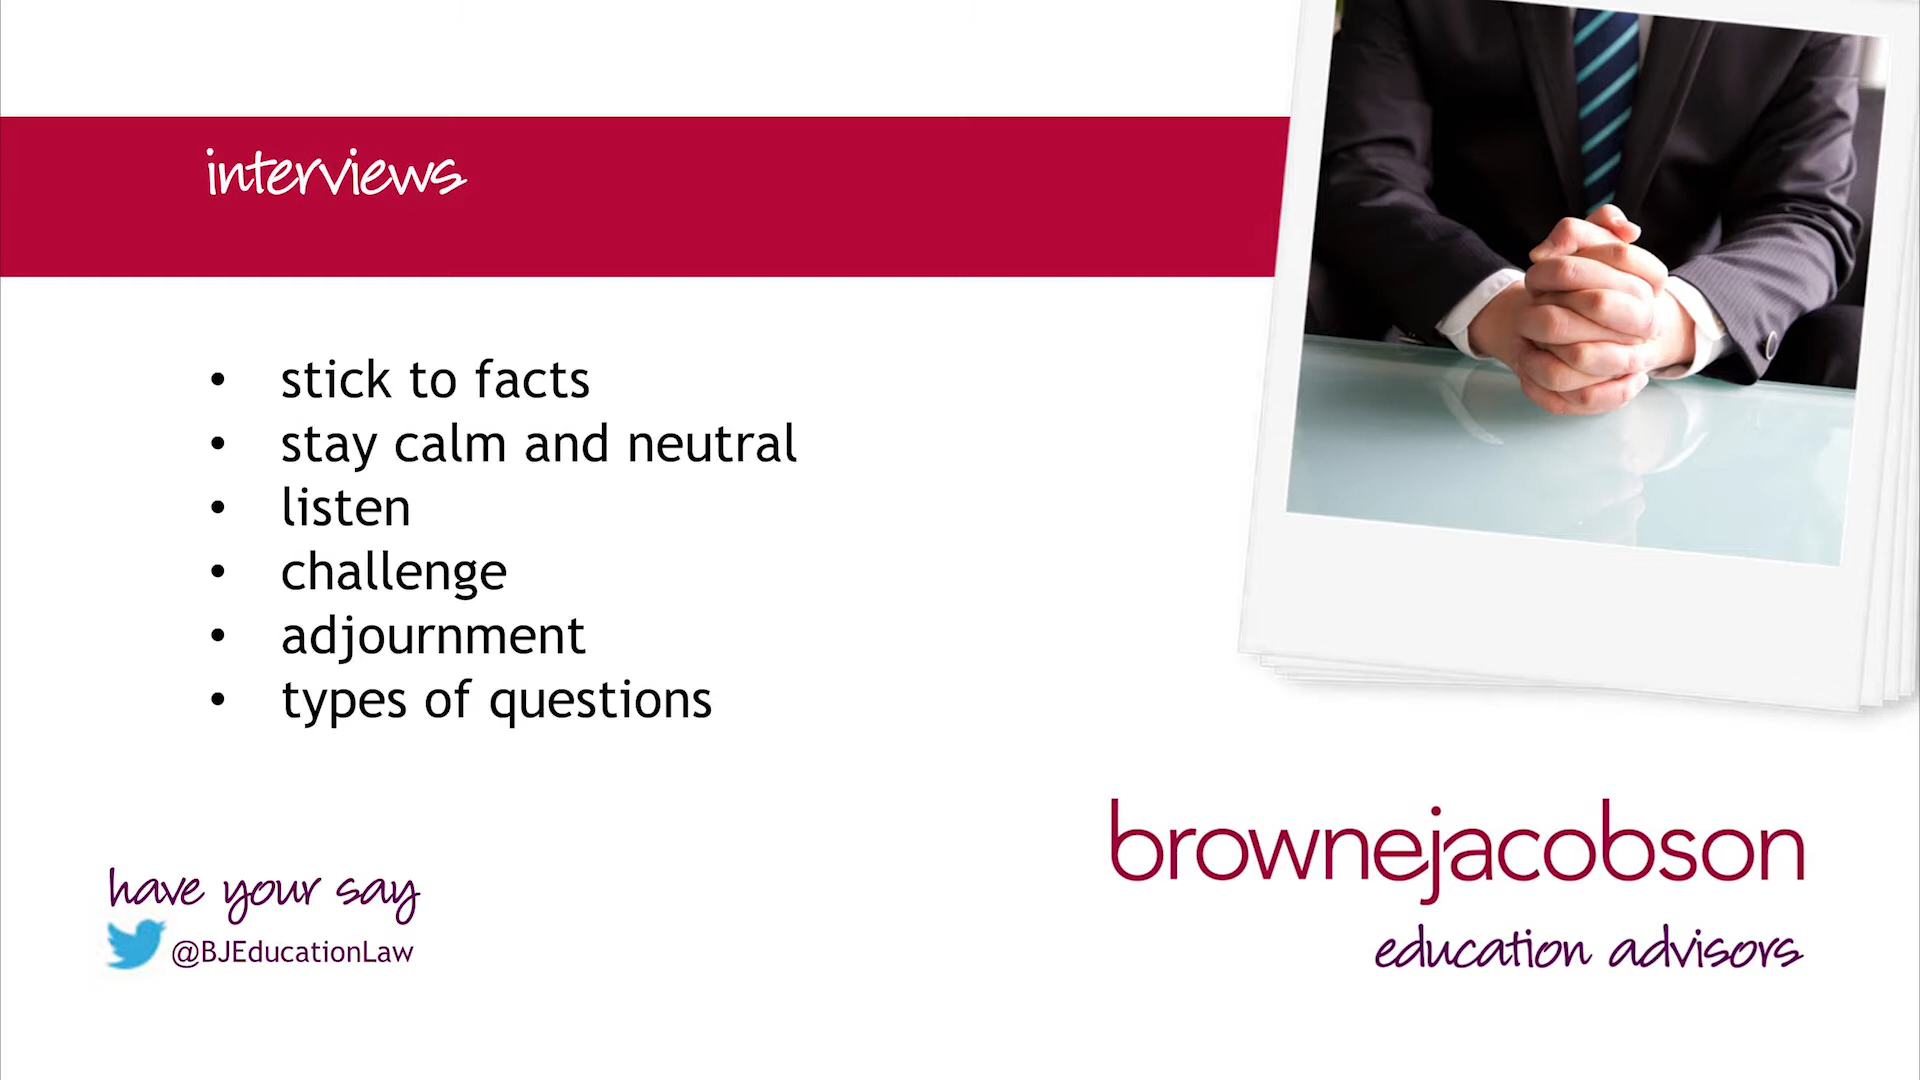 interviews
• stick to facts
• stay calm and neutral
• listen
• challenge
• adjournment
• types of questions
have your say
@BJEducationLaw
brownejacobson
education advisors